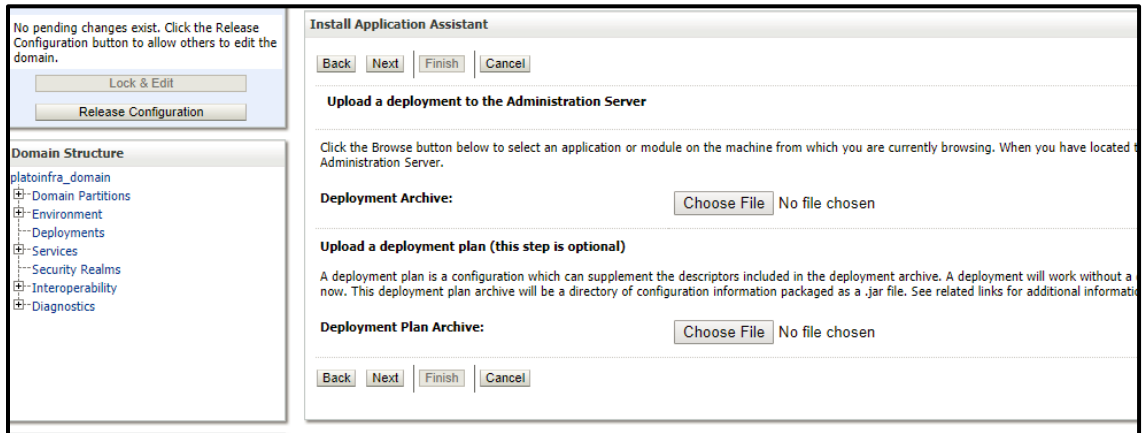 No pending changes exist. Click the Release
Configuration button to allow others to edit the
domain.
Lock & Edit
Release Configuration
Domain Structure
platoinfra_domain
Domain Partitions
Environment
Deployments
Services
Security Realms
Interoperability
Diagnostics
Install Application Assistant
Back Next Finish Cancel
Upload a deployment to the Administration Server
Click the Browse button below to select an application or module on the machine from which you are currently browsing. When you have located
Administration Server.
Deployment Archive: Choose File No file chosen
Upload a deployment plan (this step is optional)
A deployment plan is a configuration which can supplement the descriptors included in the deployment archive. A deployment will work without a
now. This deployment plan archive will be a directory of configuration information packaged as a .jar file. See related links for additional
Deployment Plan Archive: Choose File No file chosen
Back Next Finish Cancel